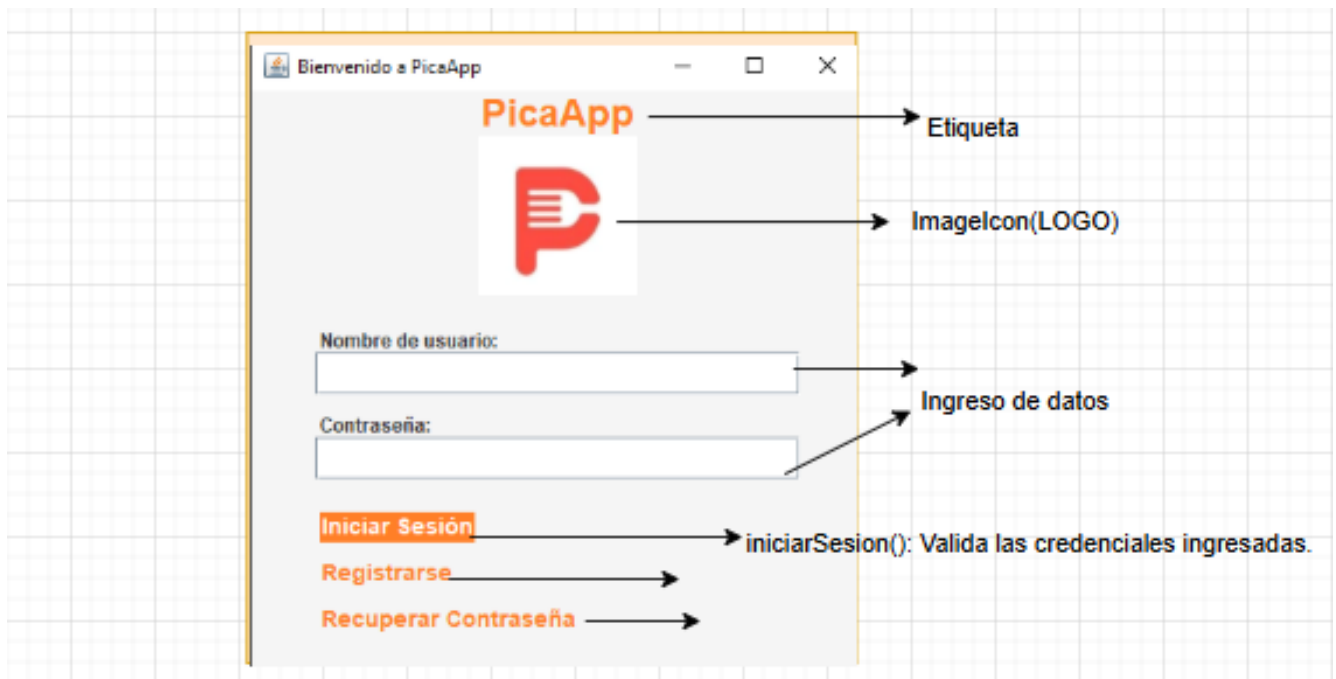 Bienvenido a PicaApp
PicaApp
Etiqueta
ImageIcon(LOGO)
Nombre de usuario:
Ingreso de datos
Contraseña:
Iniciar Sesión
iniciarSesion(): Valida las credenciales ingresadas.
Registrarse
Recuperar Contraseña